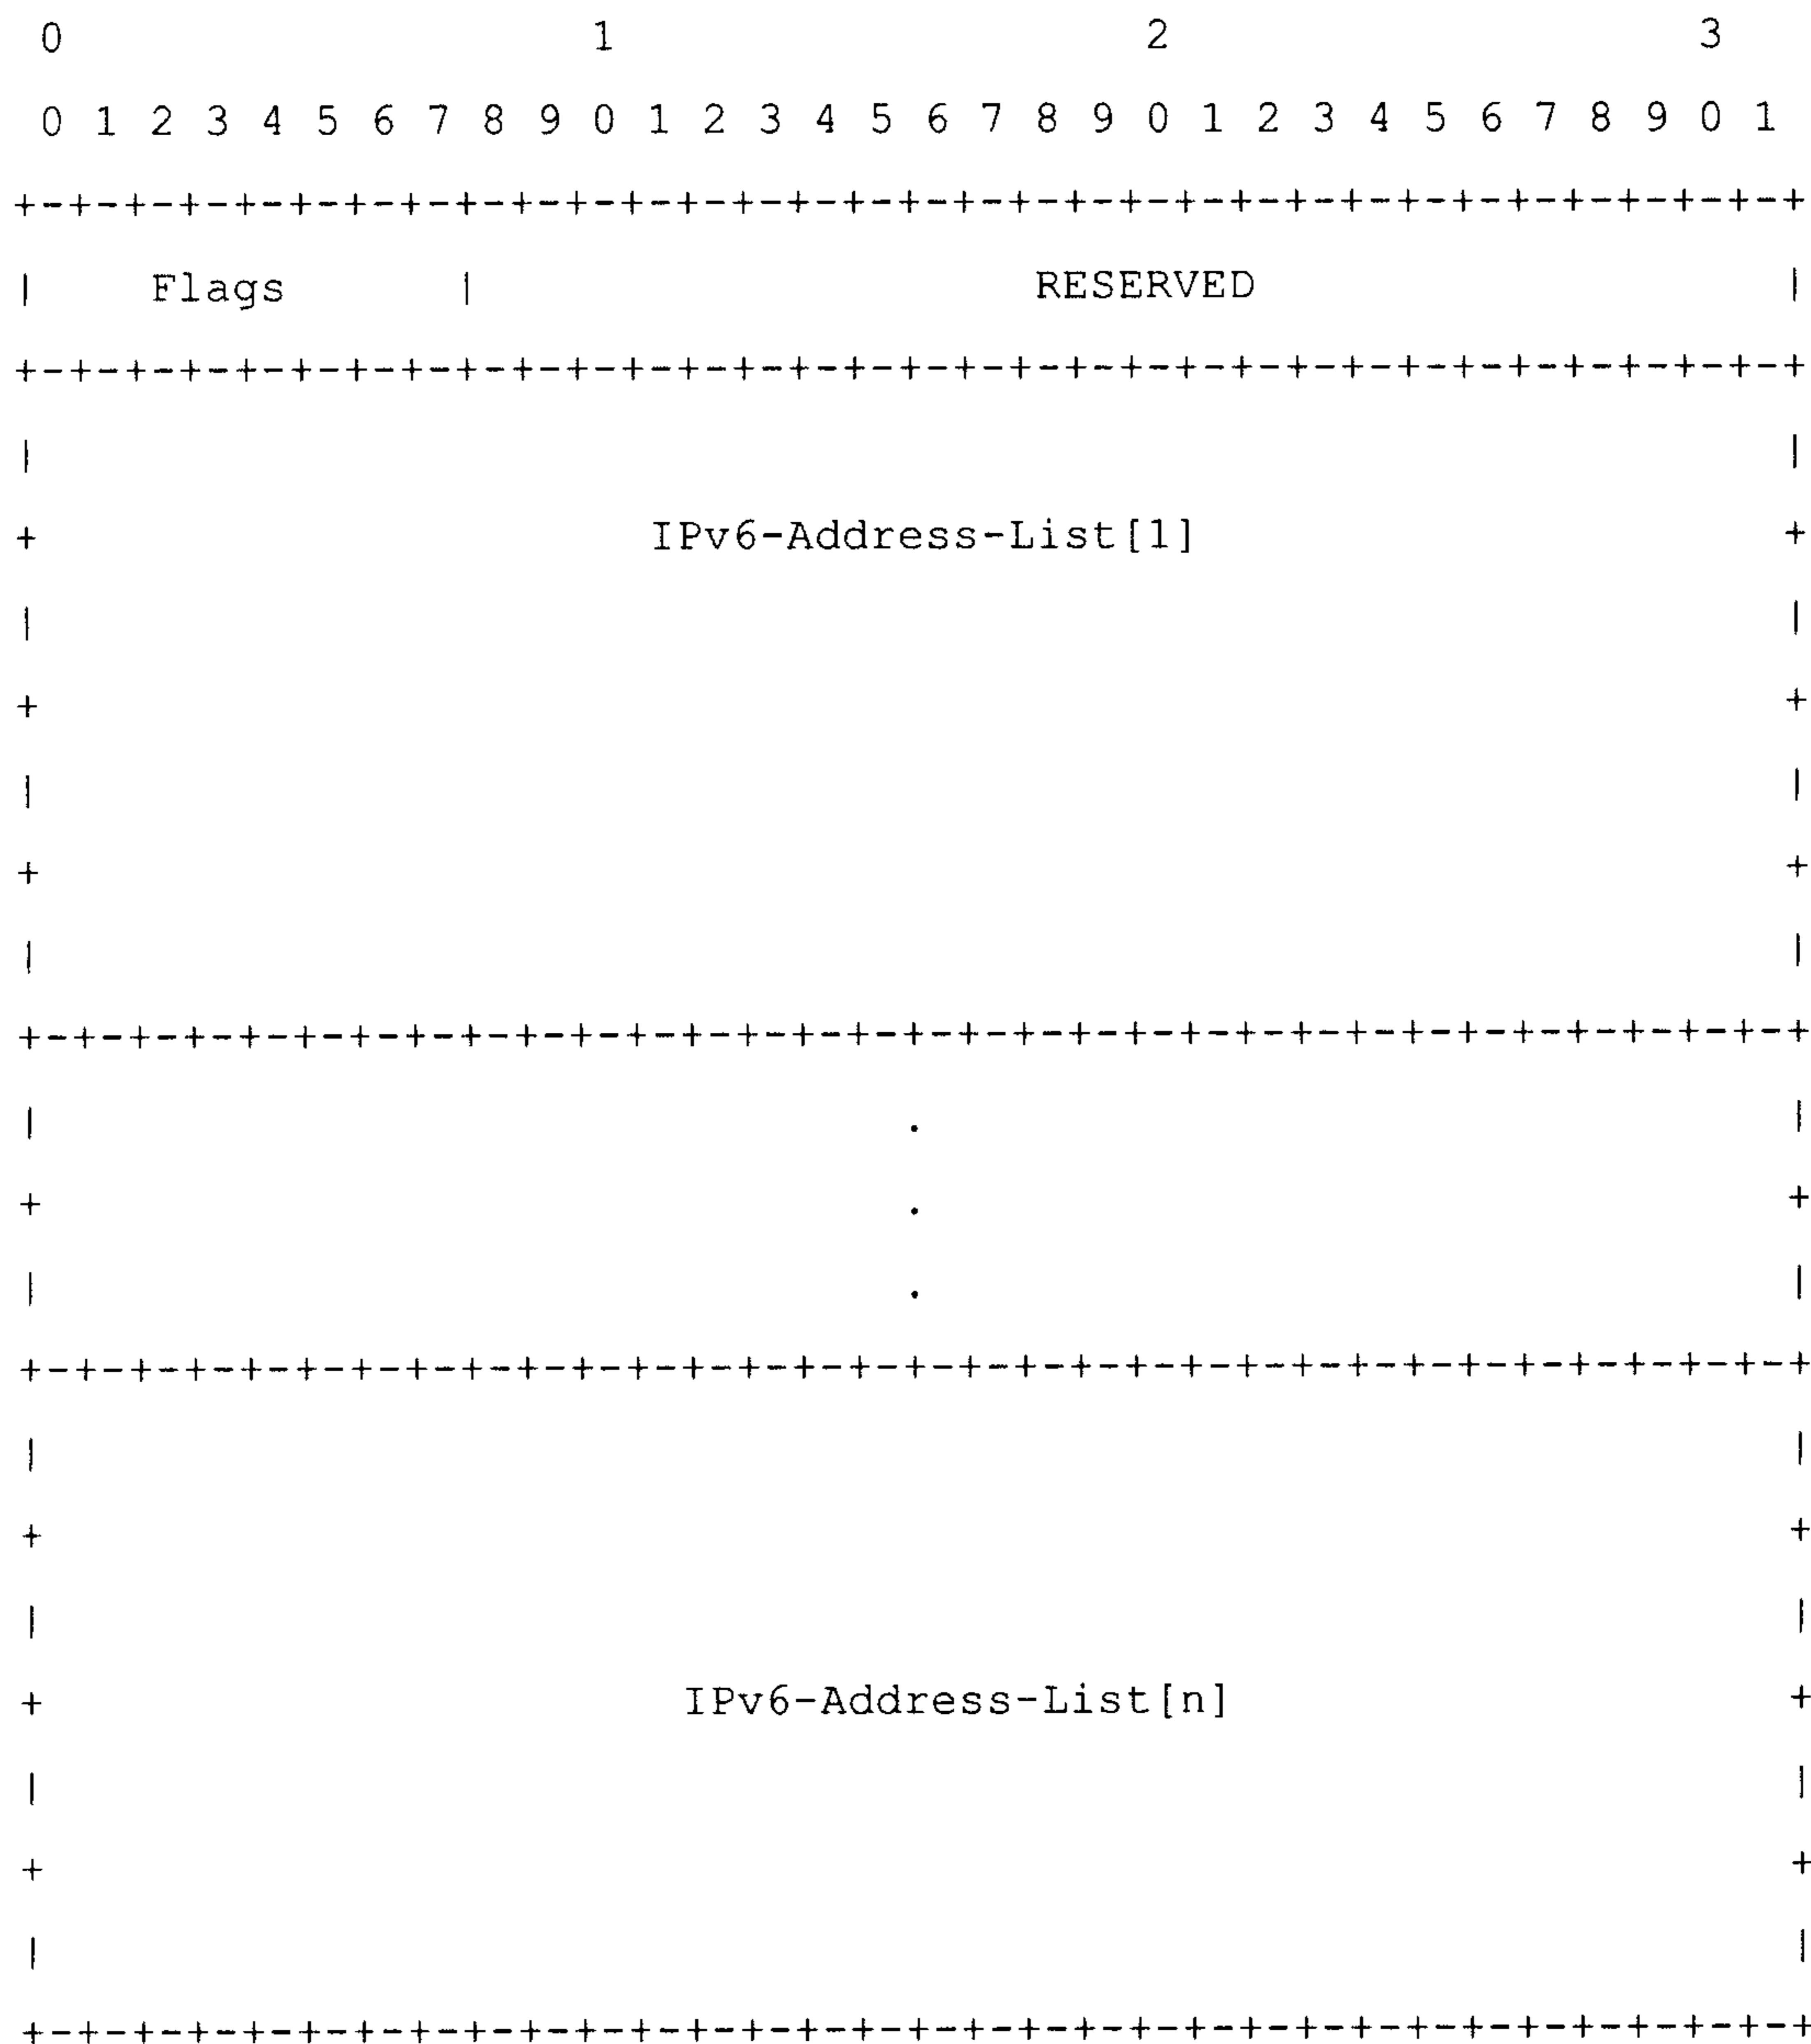 0                   1                   2                   3
0 1 2 3 4 5 6 7 8 9 0 1 2 3 4 5 6 7 8 9 0 1 2 3 4 5 6 7 8 9 0 1
+-+-+-+-+-+-+-+-+-+-+-+-+-+-+-+-+-+-+-+-+-+-+-+-+-+-+-+-+-+-+-+-+
|     Flags     |                   RESERVED                    |
+-+-+-+-+-+-+-+-+-+-+-+-+-+-+-+-+-+-+-+-+-+-+-+-+-+-+-+-+-+-+-+-+
|                                                               |
+                     IPv6-Address-List[1]                      +
|                                                               |
+                                                               +
|                                                               |
+                                                               +
|                                                               |
+-+-+-+-+-+-+-+-+-+-+-+-+-+-+-+-+-+-+-+-+-+-+-+-+-+-+-+-+-+-+-+-+
|                               .                               |
+                               .                               +
|                               .                               |
+-+-+-+-+-+-+-+-+-+-+-+-+-+-+-+-+-+-+-+-+-+-+-+-+-+-+-+-+-+-+-+-+
|                                                               |
+                                                               +
|                                                               |
+                      IPv6-Address-List[n]                     +
|                                                               |
+                                                               +
|                                                               |
+-+-+-+-+-+-+-+-+-+-+-+-+-+-+-+-+-+-+-+-+-+-+-+-+-+-+-+-+-+-+-+-+